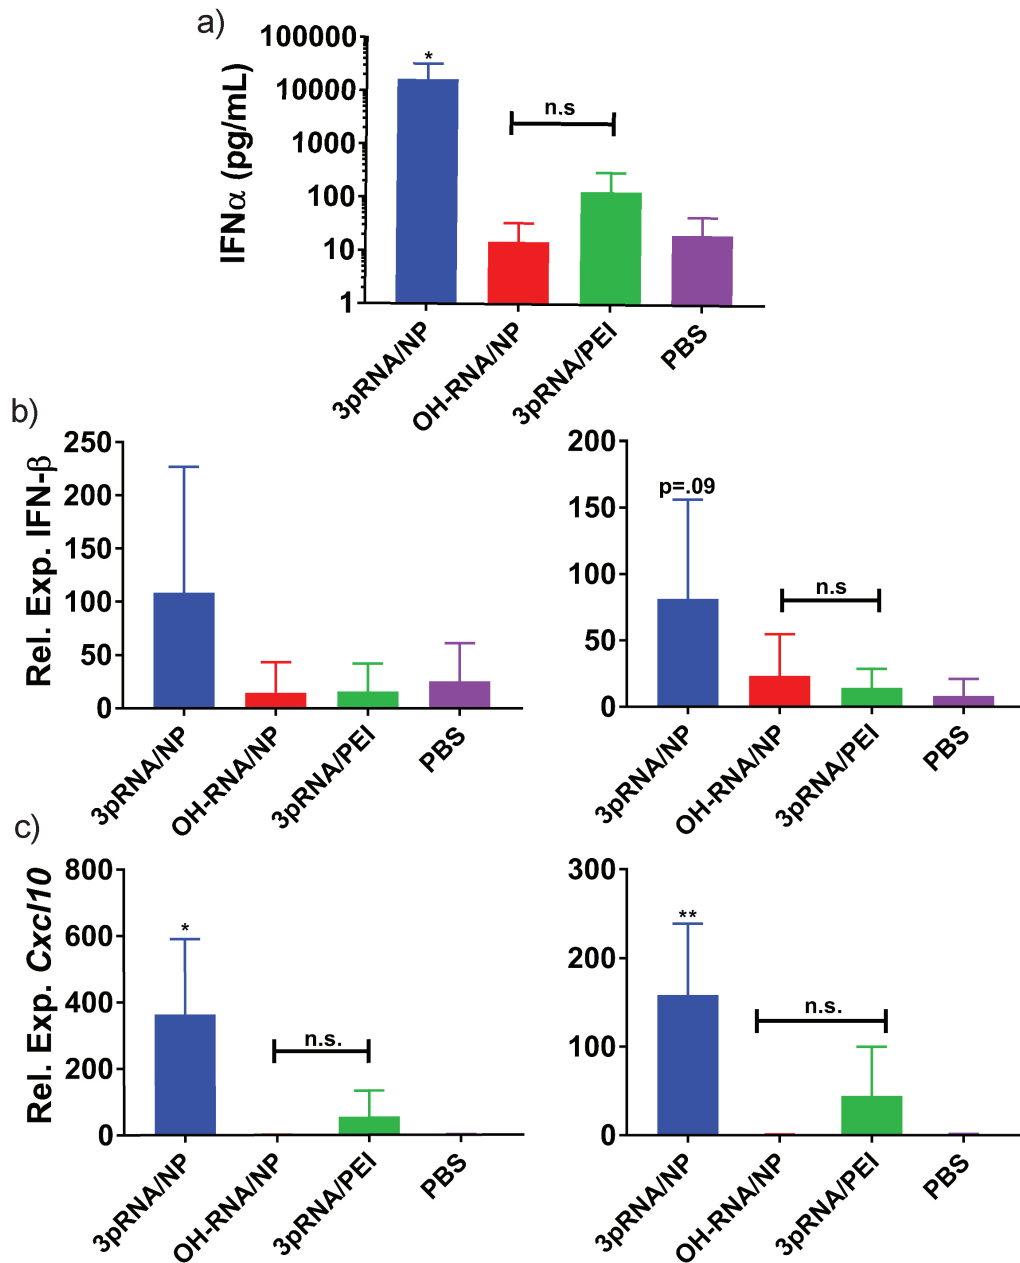 a)
IFNα (pg/mL)
100000
10000
1000
100
10
1
*
n.s
3pRNA/NP
OH-RNA/NP
3pRNA/PEI
PBS
b)
Rel. Exp. IFN-β
250
200
150
100
50
0
3pRNA/NP
OH-RNA/NP
3pRNA/PEI
PBS
200
150
100
50
0
p=.09
n.s
3pRNA/NP
OH-RNA/NP
3pRNA/PEI
PBS
c)
Rel. Exp. Cxcl10
800
600
400
200
0
*
n.s.
3pRNA/NP
OH-RNA/NP
3pRNA/PEI
PBS
300
200
100
0
**
n.s.
3pRNA/NP
OH-RNA/NP
3pRNA/PEI
PBS